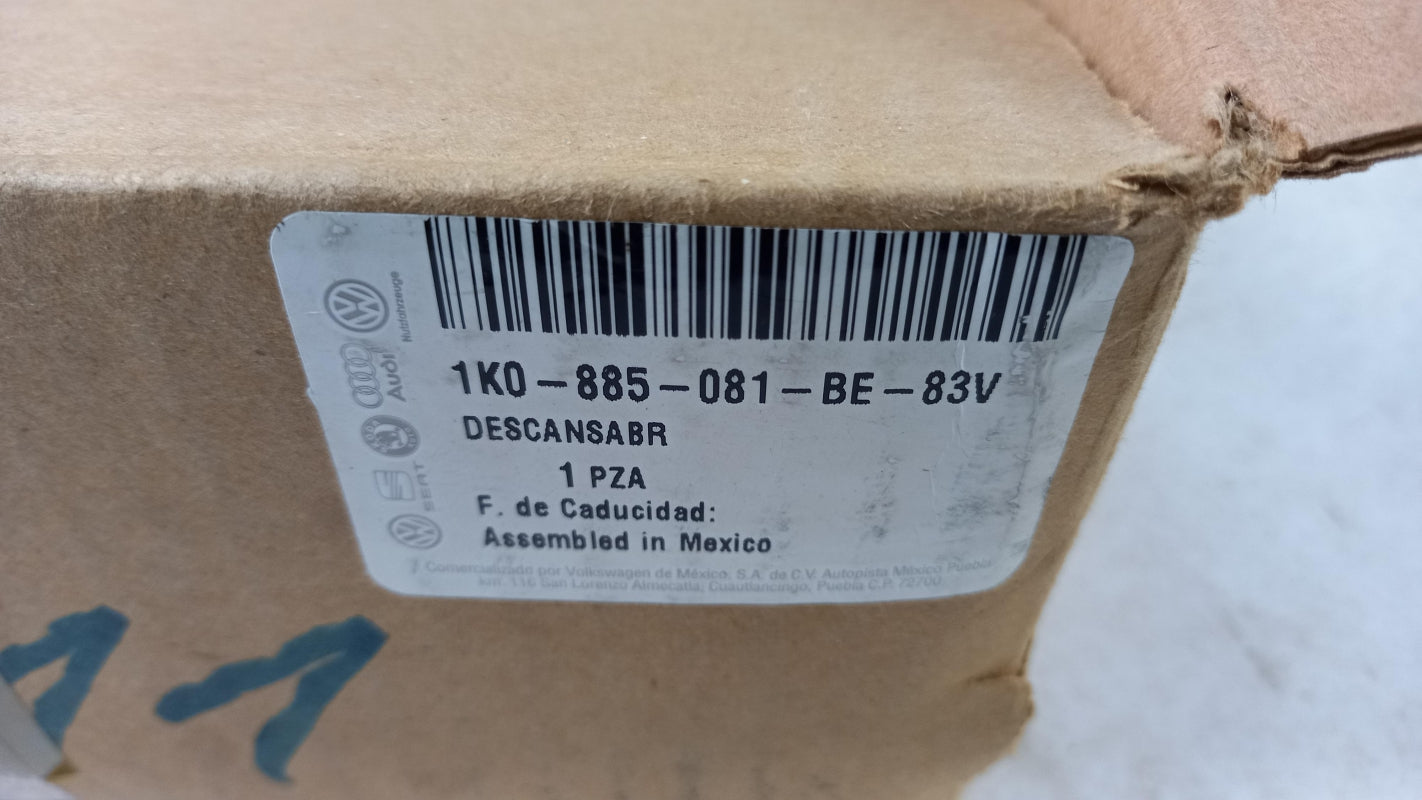 1K0-885-081-BE-83V
DESCANSABR
1 PZA
F. de Caducidad:
Assembled in Mexico
Comercializado por Volkswagen de México, S.A. de C.V. Autopista México Puebla
km. 116 San Lorenzo Almecatla, Cuautlancingo, Puebla C.P. 72700
Nutzfahrzeuge
Audi
SEAT
11